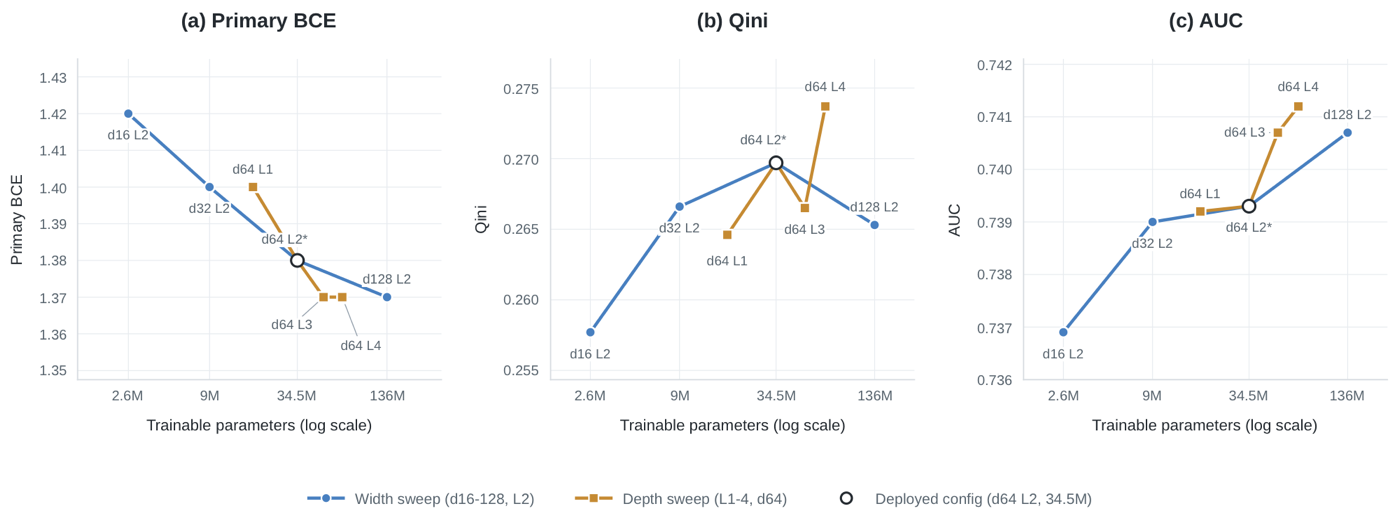 (a) Primary BCE
1.43
1.42
1.41
1.40
1.39
1.38
1.37
1.36
1.35
Primary BCE
d16 L2
d32 L2
d64 L1
d64 L2*
d128 L2
d64 L3
d64 L4
2.6M 9M 34.5M 136M
Trainable parameters (log scale)
(b) Qini
0.275
0.270
0.265
0.260
0.255
Qini
d64 L4
d64 L2*
d128 L2
d32 L2
d64 L3
d64 L1
d16 L2
2.6M 9M 34.5M 136M
Trainable parameters (log scale)
(c) AUC
0.742
0.741
0.740
0.739
0.738
0.737
0.736
AUC
d64 L4
d128 L2
d64 L3
d64 L1
d64 L2*
d32 L2
d16 L2
2.6M 9M 34.5M 136M
Trainable parameters (log scale)
Width sweep (d16-128, L2) Depth sweep (L1-4, d64) Deployed config (d64 L2, 34.5M)